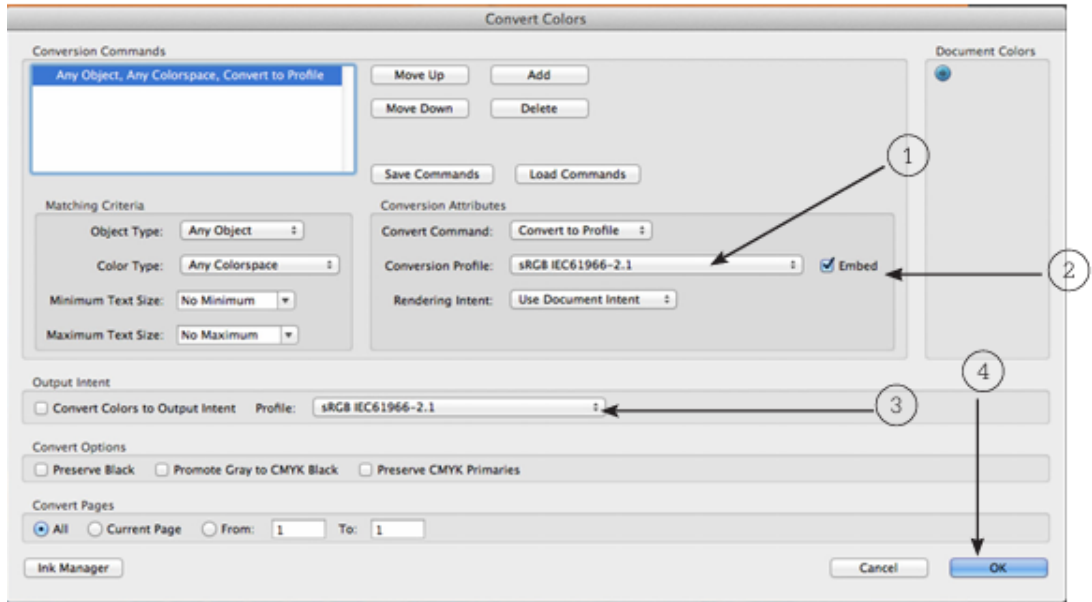 Convert Colors
Conversion Commands
Document Colors
Any Object, Any Colorspace, Convert to Profile
Move Up
Add
Move Down
Delete
1
Save Commands
Load Commands
Matching Criteria
Conversion Attributes
Object Type: Any Object
Convert Command: Convert to Profile
Color Type: Any Colorspace
Conversion Profile: sRGB IEC61966-2.1
Embed
2
Minimum Text Size: No Minimum
Rendering Intent: Use Document Intent
Maximum Text Size: No Maximum
4
Output Intent
Convert Colors to Output Intent Profile: sRGB IEC61966-2.1
3
Convert Options
Preserve Black Promote Gray to CMYK Black Preserve CMYK Primaries
Convert Pages
All Current Page From: 1 To: 1
Ink Manager
Cancel
OK